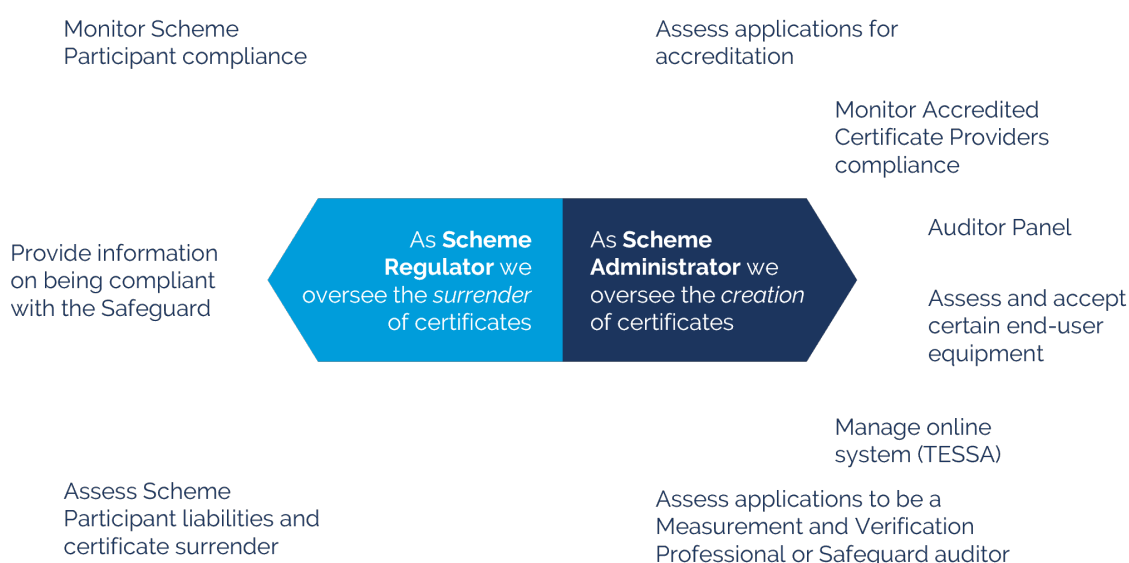 Monitor Scheme
Participant compliance
Provide information
on being compliant
with the Safeguard
Assess Scheme
Participant liabilities and
certificate surrender
As Scheme
Regulator we
oversee the surrender
of certificates
As Scheme
Administrator we
oversee the creation
of certificates
Assess applications for
accreditation
Monitor Accredited
Certificate Providers
compliance
Auditor Panel
Assess and accept
certain end-user
equipment
Manage online
system (TESSA)
Assess applications to be a
Measurement and Verification
Professional or Safeguard auditor